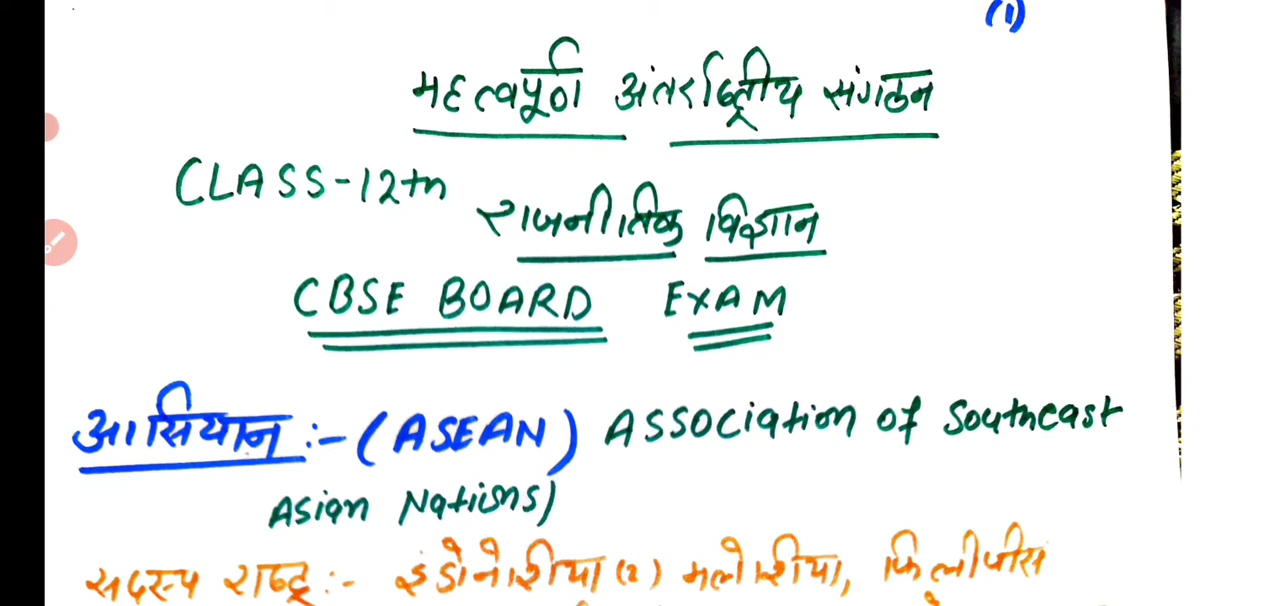 (1)
महत्वपूर्ण अंतर्राष्ट्रीय संगठन
CLASS-12th
राजनीतिक विज्ञान
CBSE BOARD EXAM
आसियान :- (ASEAN) ASSOciation of Southeast
Asian Nations)
सदस्य राष्ट्र :- इंडोनेशिया (2) मलेशिया, फिलीपींस